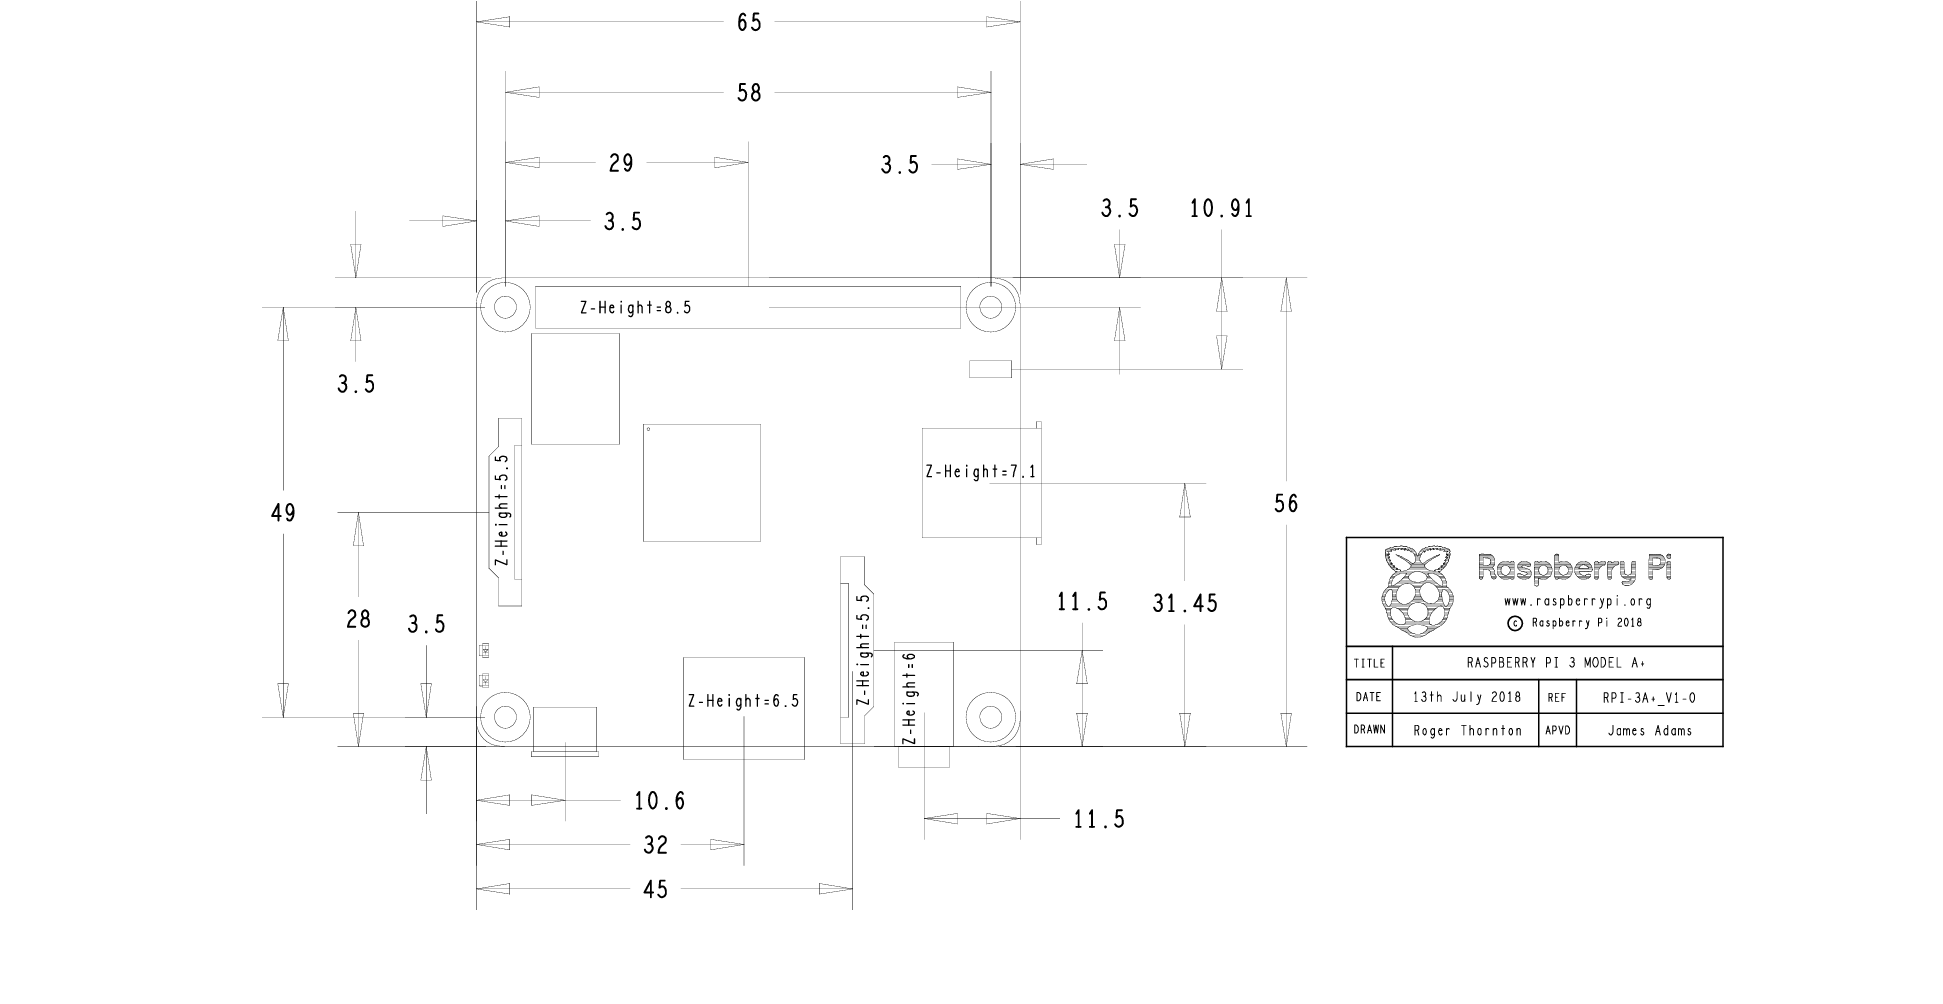 65
58
29
3.5
3.5
3.5
10.91
Z-Height=8.5
3.5
Z-Height=5.5
Z-Height=7.1
49
56
28
3.5
Z-Height=5.5
11.5
31.45
Z-Height=6.5
Z-Height=6
10.6
11.5
32
45
Raspberry Pi
www.raspberrypi.org
© Raspberry Pi 2018
TITLE RASPBERRY PI 3 MODEL A+
DATE 13th July 2018 REF RPI-3A+_V1-0
DRAWN Roger Thornton APVD James Adams